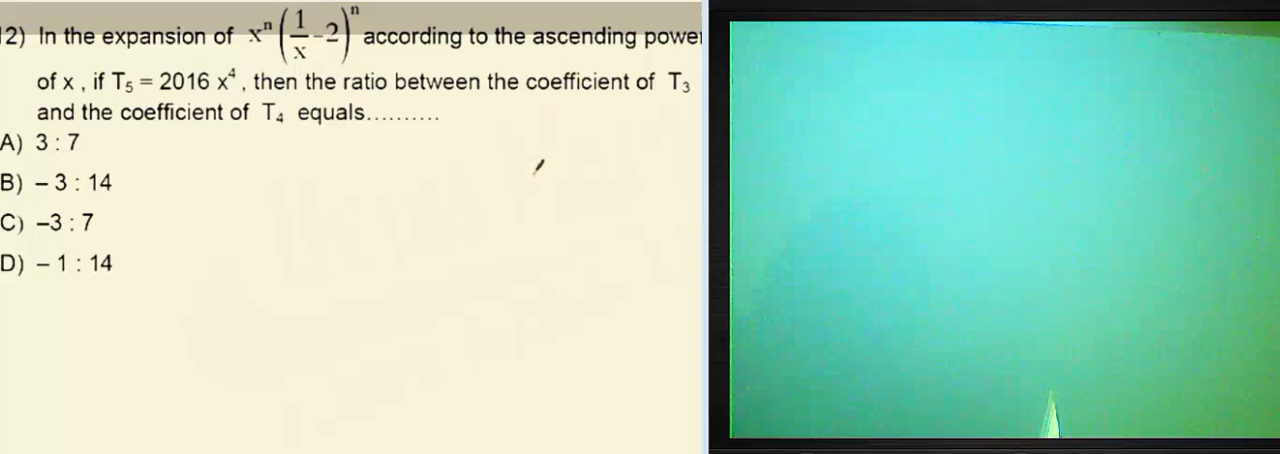 12) In the expansion of xⁿ (1/x - 2)ⁿ according to the ascending power
of x , if T₅ = 2016 x⁴ , then the ratio between the coefficient of T₃
and the coefficient of T₄ equals..........
A) 3 : 7
B) – 3 : 14
C) –3 : 7
D) – 1 : 14